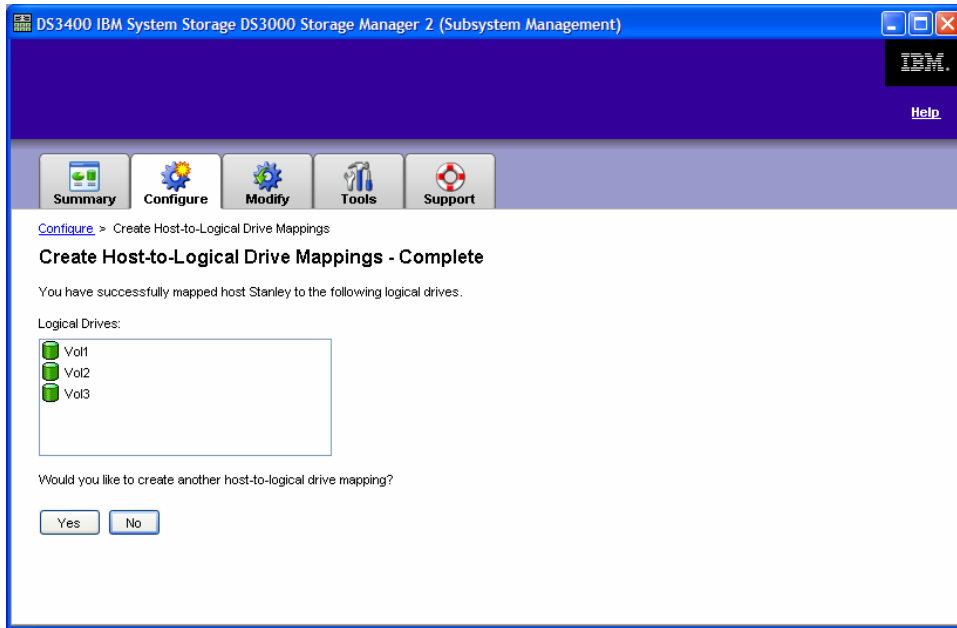 DS3400 IBM System Storage DS3000 Storage Manager 2 (Subsystem Management)
IBM.
Help
Summary
Configure
Modify
Tools
Support
Configure > Create Host-to-Logical Drive Mappings
Create Host-to-Logical Drive Mappings - Complete
You have successfully mapped host Stanley to the following logical drives.
Logical Drives:
Vol1
Vol2
Vol3
Would you like to create another host-to-logical drive mapping?
Yes
No